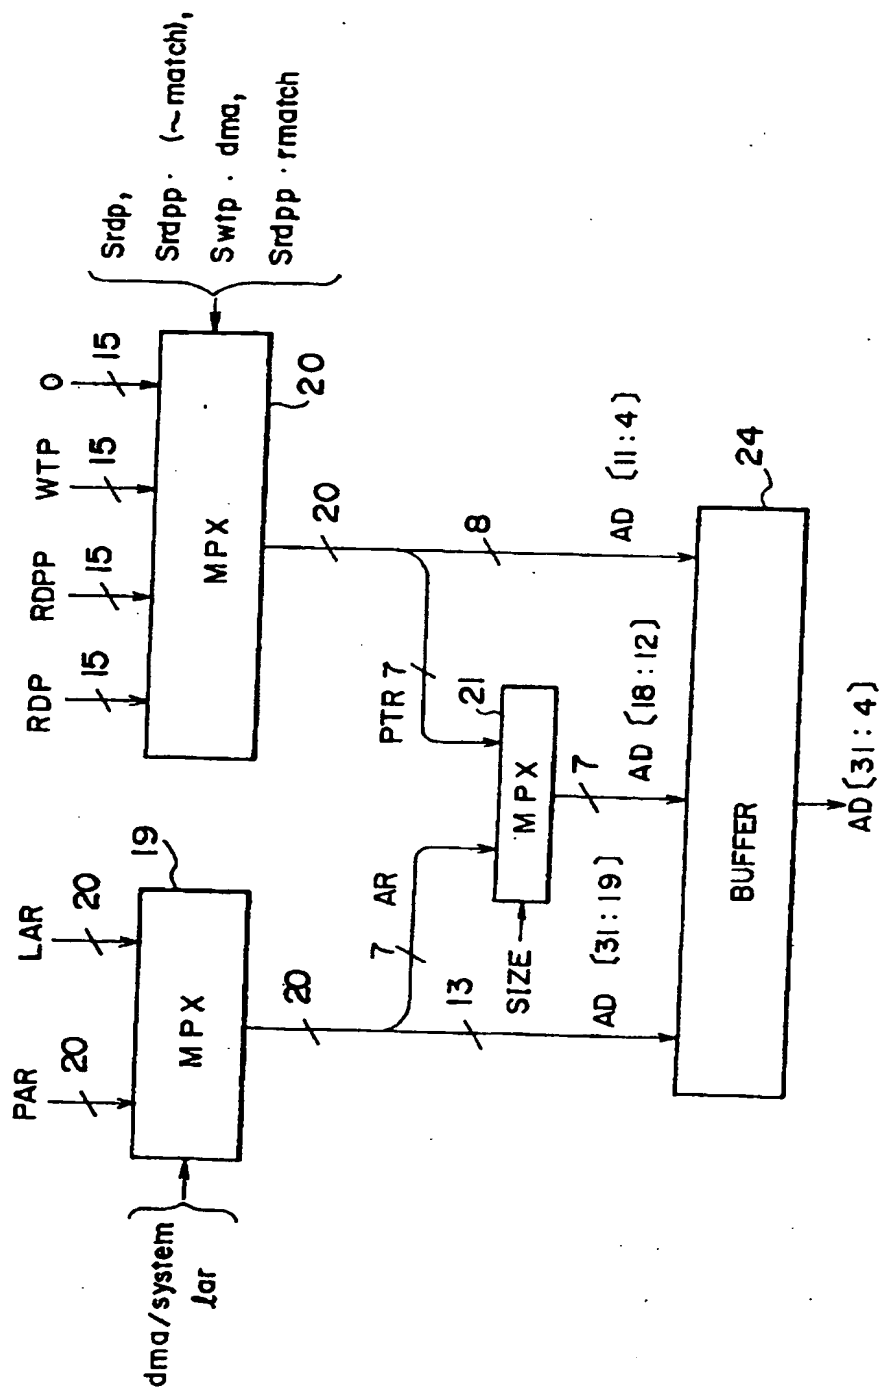 dma/system
lar
PAR
20
LAR
20
19
MPX
RDP
15
RDPP
15
WTP
15
O
15
MPX
20
Srdp,
Srdpp · (~match),
Swtp · dma,
Srdpp · rmatch
20
7
AR
13
20
PTR 7
8
SIZE
21
MPX
7
AD [31:19]
AD [18:12]
AD [11:4]
BUFFER
24
AD[31:4]